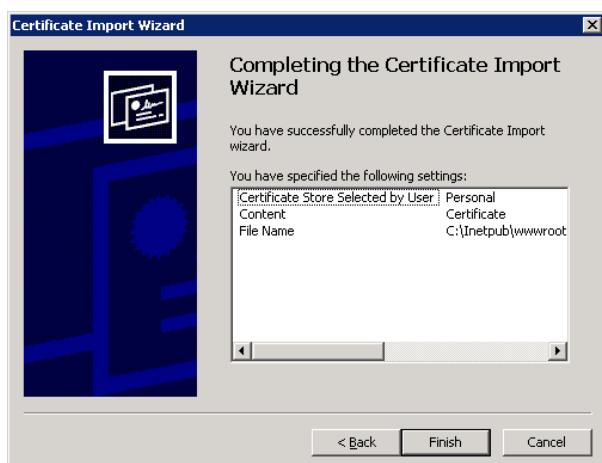 Certificate Import Wizard
Completing the Certificate Import
Wizard
You have successfully completed the Certificate Import
wizard.
You have specified the following settings:
Certificate Store Selected by User Personal
Content Certificate
File Name C:\Inetpub\wwwroot
< Back Finish Cancel